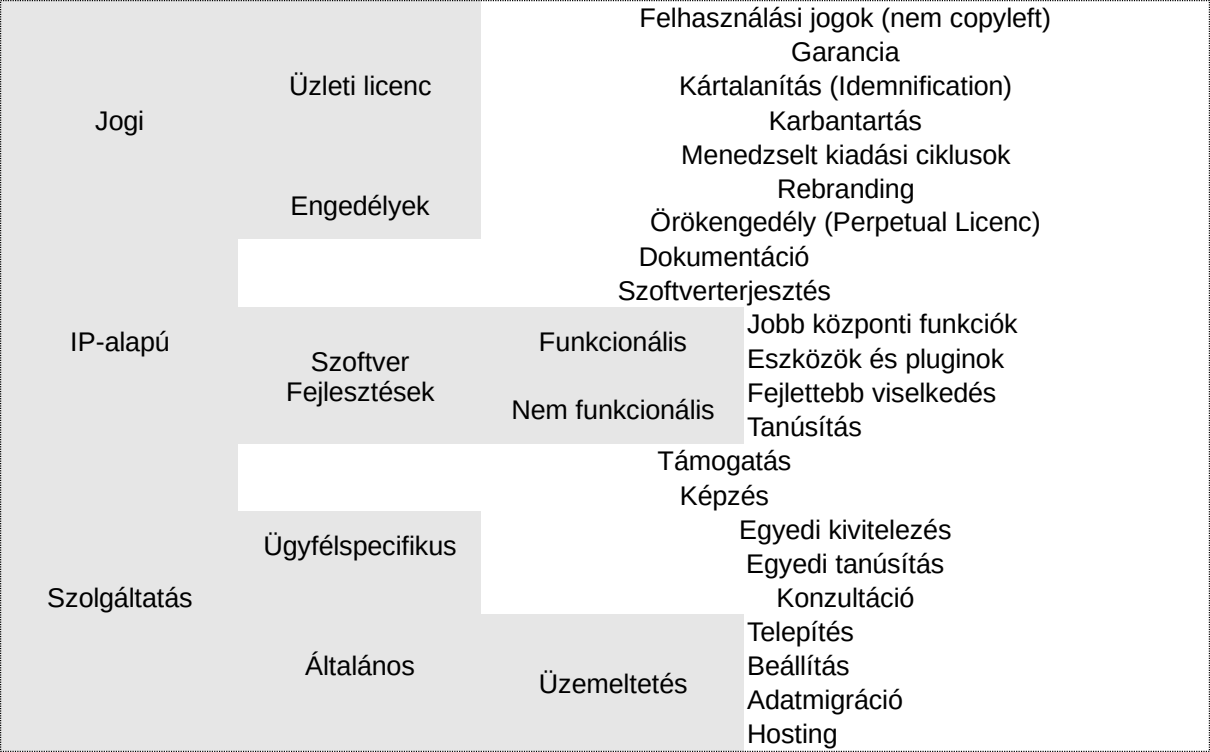 Jogi
Üzleti licenc
Felhasználási jogok (nem copyleft)
Garancia
Kártalanítás (Idemnification)
Karbantartás
Menedzselt kiadási ciklusok
Engedélyek
Rebranding
Örökengedély (Perpetual Licenc)
IP-alapú
Dokumentáció
Szoftverterjesztés
Szoftver
Fejlesztések
Funkcionális
Jobb központi funkciók
Eszközök és pluginok
Nem funkcionális
Fejlettebb viselkedés
Tanúsítás
Szolgáltatás
Támogatás
Képzés
Ügyfélspecifikus
Egyedi kivitelezés
Egyedi tanúsítás
Általános
Konzultáció
Üzemeltetés
Telepítés
Beállítás
Adatmigráció
Hosting